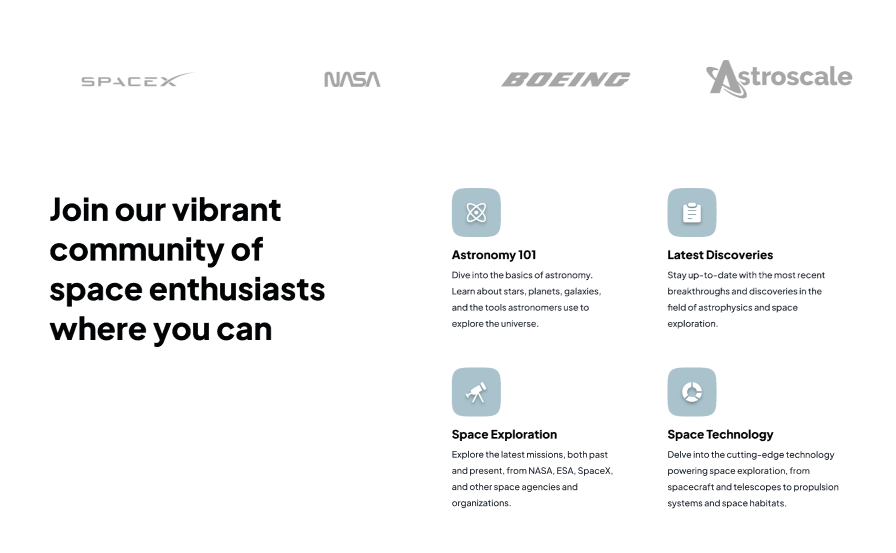 SPACEX
NASA
BOEING
Astroscale
Join our vibrant
community of
space enthusiasts
where you can
Astronomy 101
Dive into the basics of astronomy.
Learn about stars, planets, galaxies,
and the tools astronomers use to
explore the universe.
Latest Discoveries
Stay up-to-date with the most recent
breakthroughs and discoveries in the
field of astrophysics and space
exploration.
Space Exploration
Explore the latest missions, both past
and present, from NASA, ESA, SpaceX,
and other space agencies and
organizations.
Space Technology
Delve into the cutting-edge technology
powering space exploration, from
spacecraft and telescopes to propulsion
systems and space habitats.